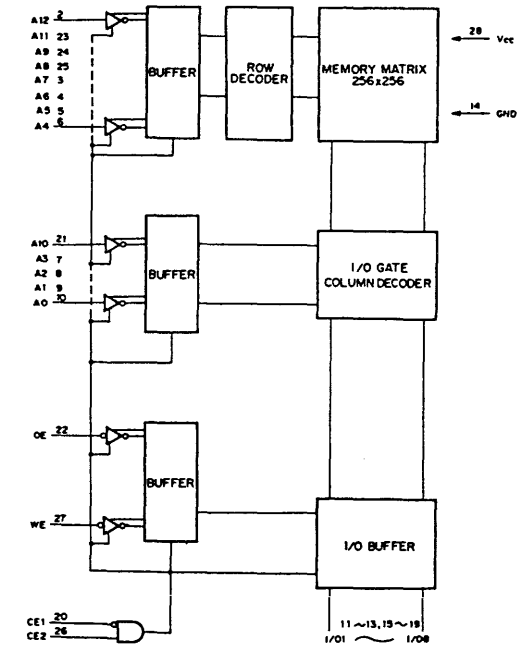 A12 2
A11 23
A9 24
A8 25
A7 3
A6 4
A5 5
A4 6
BUFFER
ROW
DECODER
MEMORY MATRIX
256x256
28 Vcc
14 GND
A10 21
A3 7
A2 8
A1 9
A0 10
BUFFER
I/O GATE
COLUMN DECODER
OE 22
WE 27
BUFFER
I/O BUFFER
CE1 20
CE2 26
11~13,15~19
I/O1 ~ I/O8